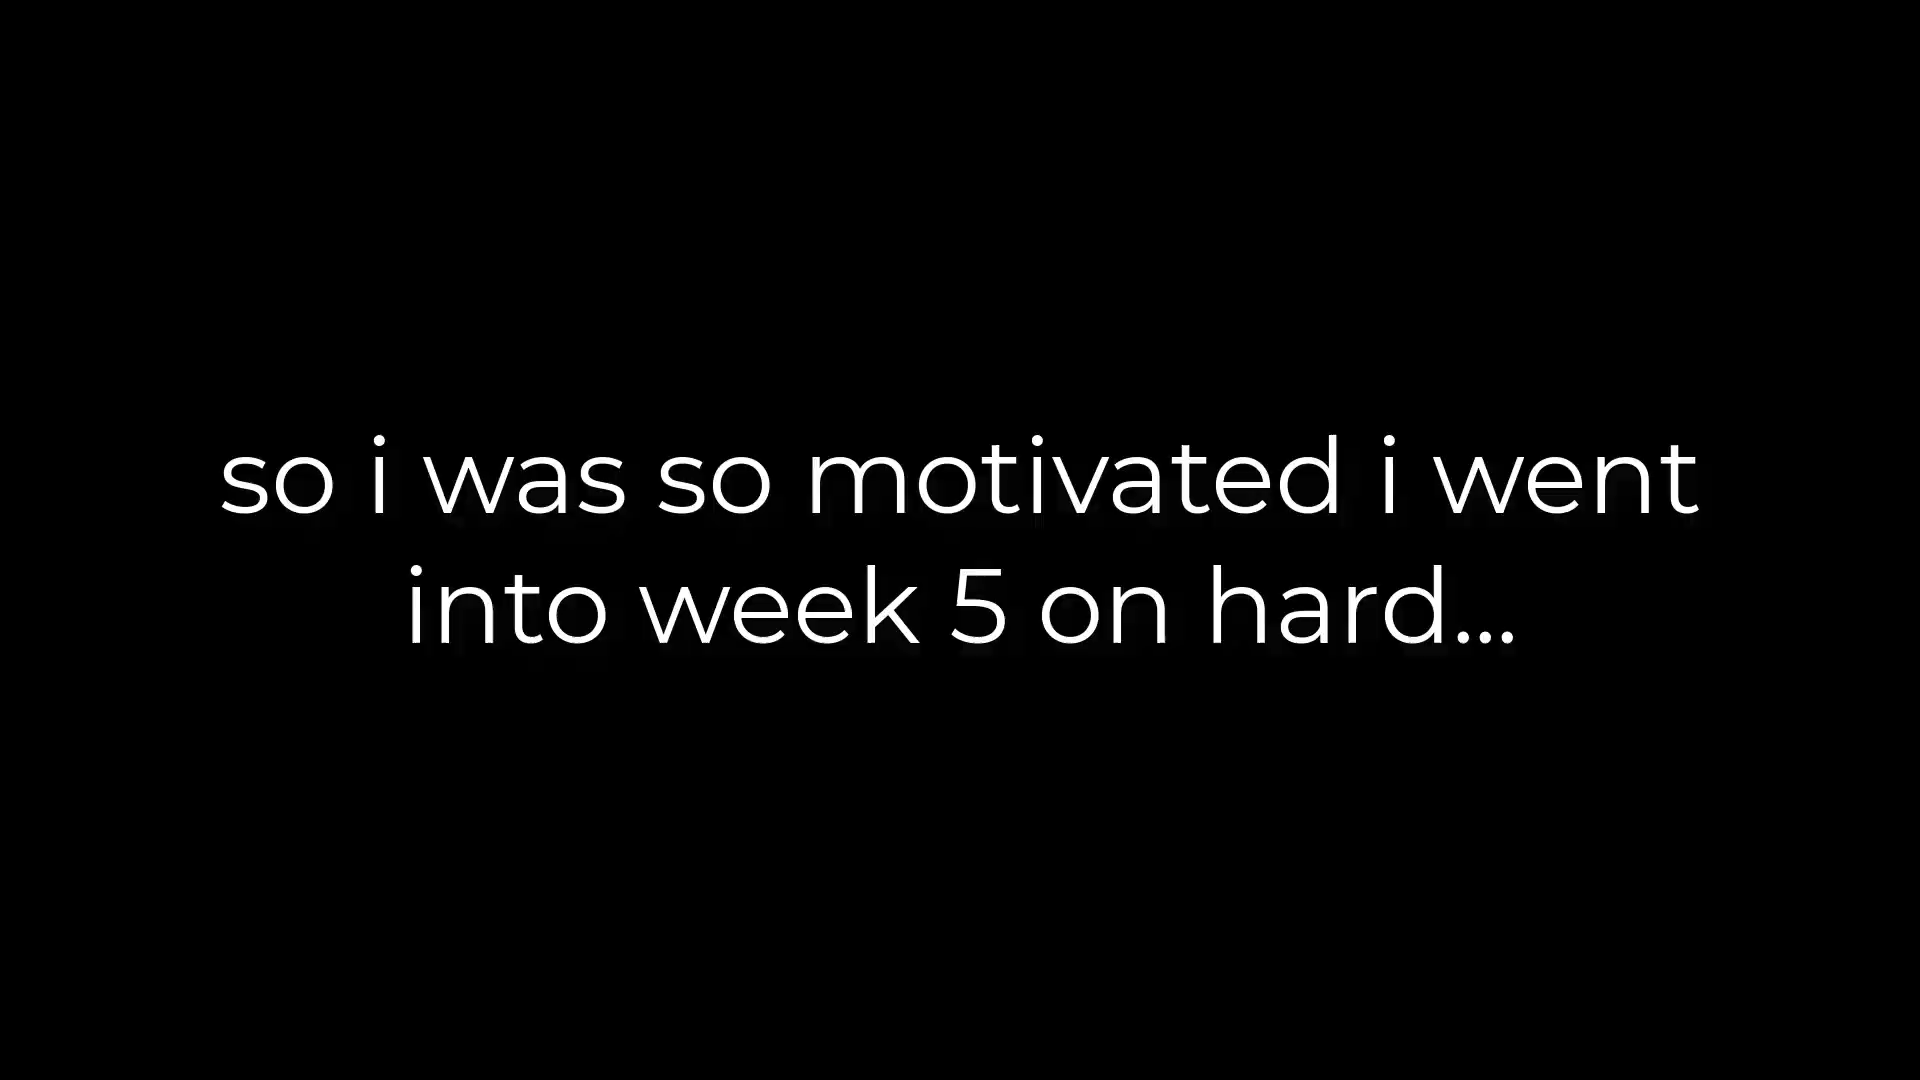 so i was so motivated i went
into week 5 on hard...